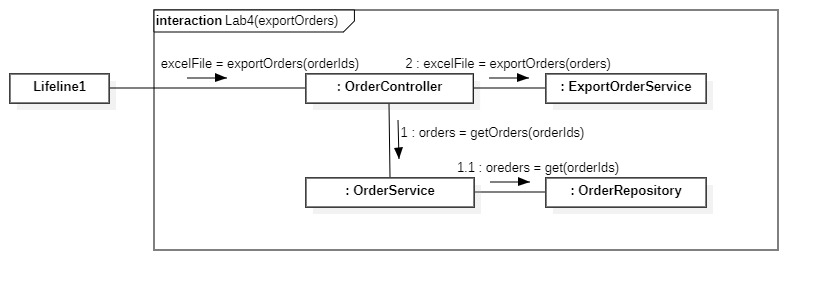 interaction Lab4(exportOrders)
excelFile = exportOrders(orderIds)
2 : excelFile = exportOrders(orders)
Lifeline1
: OrderController
: ExportOrderService
1 : orders = getOrders(orderIds)
1.1 : oreders = get(orderIds)
: OrderService
: OrderRepository